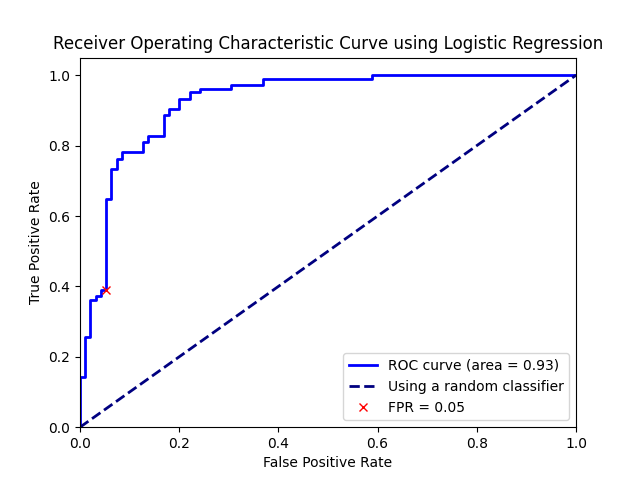 Receiver Operating Characteristic Curve using Logistic Regression
True Positive Rate
1.0
0.8
0.6
0.4
0.2
0.0
ROC curve (area = 0.93)
Using a random classifier
FPR = 0.05
0.0 0.2 0.4 0.6 0.8 1.0
False Positive Rate